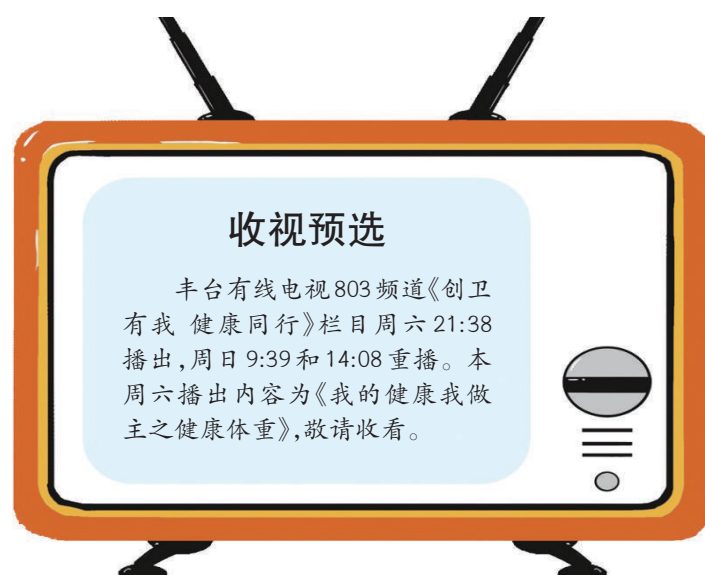 收视预选
丰台有线电视803频道《创卫
有我 健康同行》栏目周六21:38
播出,周日9:39和14:08重播。本
周六播出内容为《我的健康我做
主之健康体重》,敬请收看。